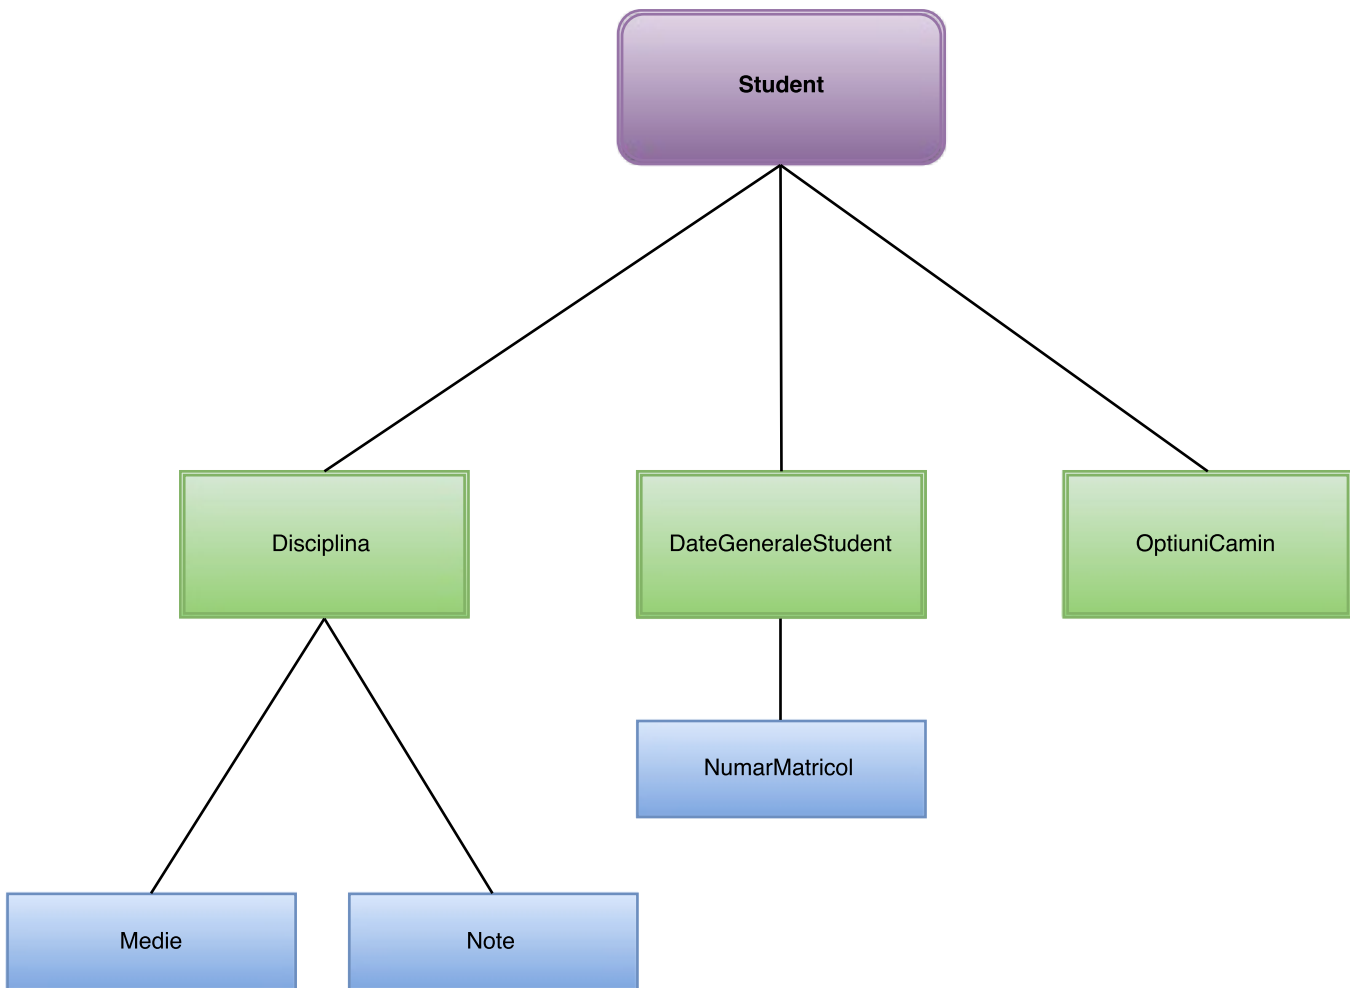 Student
Disciplina
DateGeneraleStudent
OptiuniCamin
NumarMatricol
Medie
Note